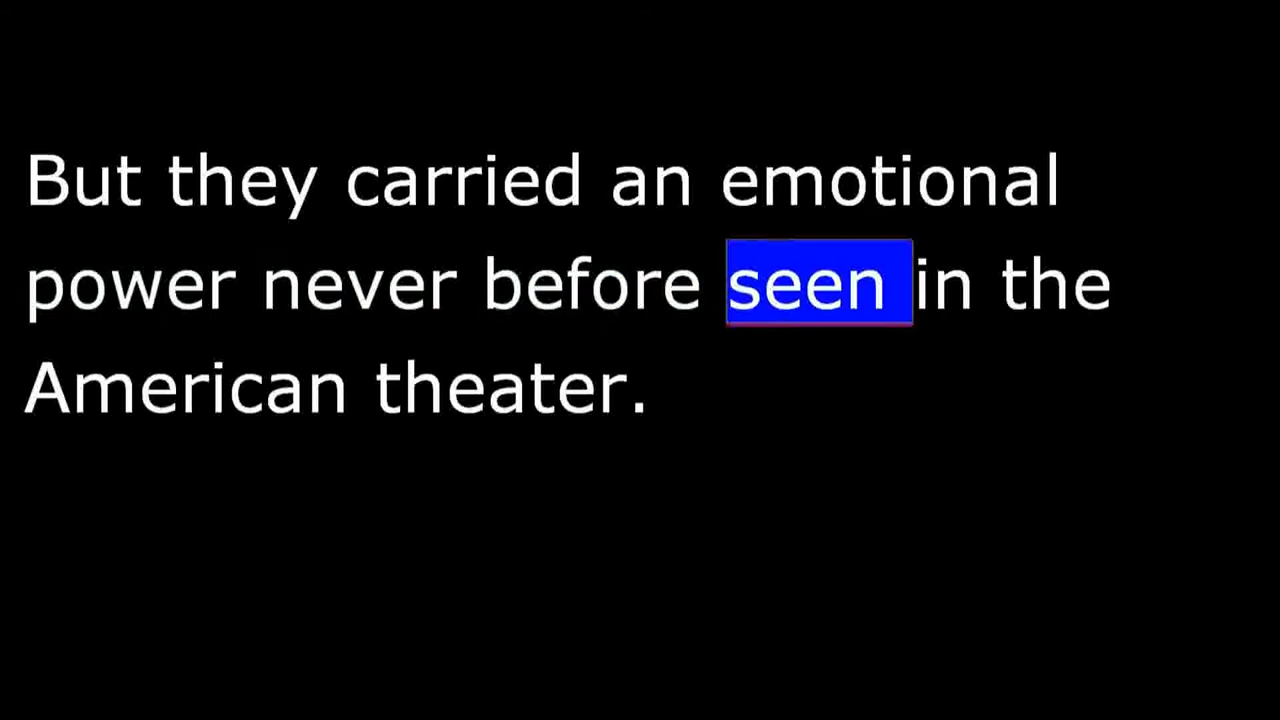 But they carried an emotional
power never before seen in the
American theater.